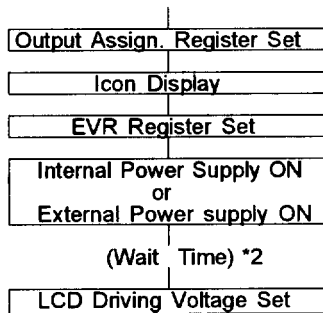 Output Assign. Register Set
Icon Display
EVR Register Set
Internal Power Supply ON
or
External Power supply ON
(Wait Time) *2
LCD Driving Voltage Set